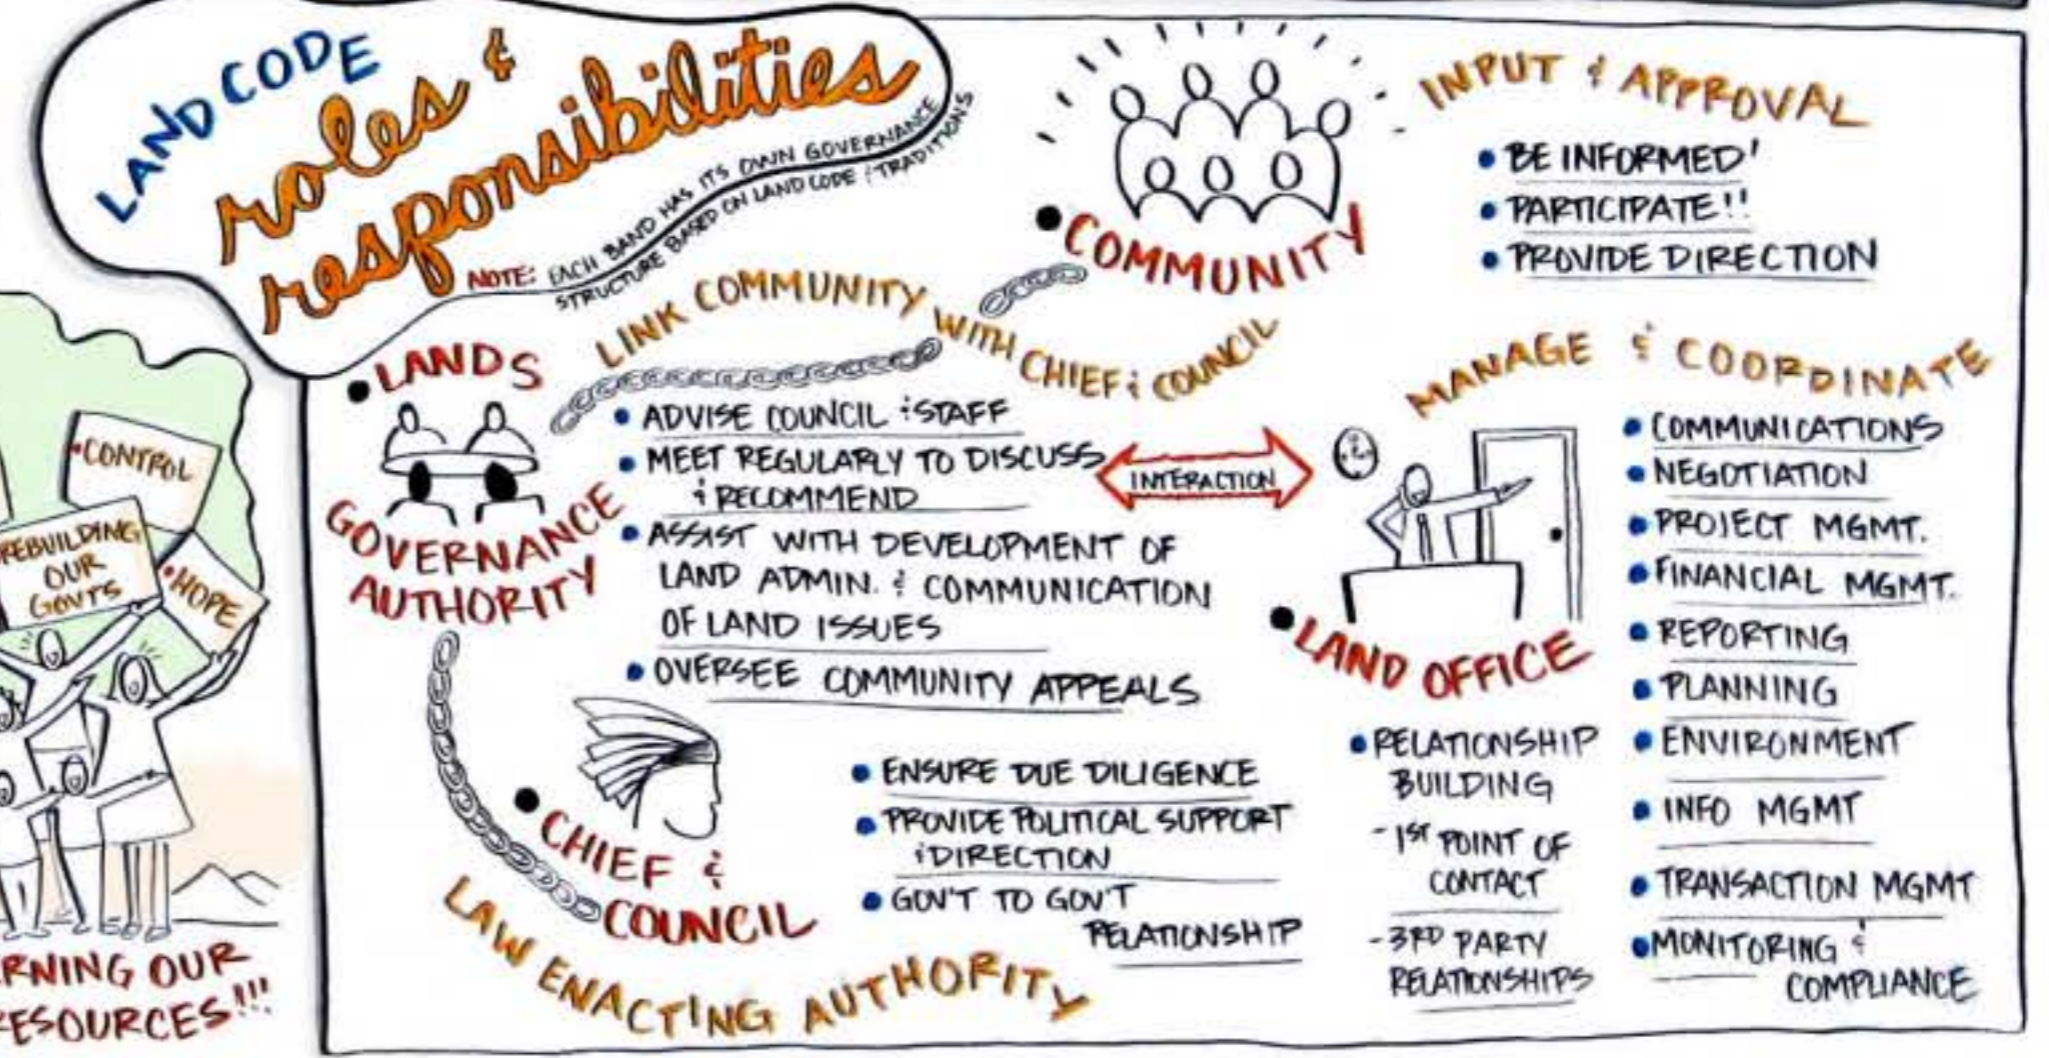 LAND CODE
roles &
responsibilities
NOTE: EACH BAND HAS ITS OWN GOVERNANCE
STRUCTURE BASED ON LAND CODE & TRADITIONS
• COMMUNITY
INPUT & APPROVAL
• BE INFORMED!
• PARTICIPATE!!
• PROVIDE DIRECTION
LINK COMMUNITY WITH CHIEF & COUNCIL
• LANDS
GOVERNANCE
AUTHORITY
• ADVISE COUNCIL & STAFF
• MEET REGULARLY TO DISCUSS
& RECOMMEND
• ASSIST WITH DEVELOPMENT OF
LAND ADMIN. & COMMUNICATION
OF LAND ISSUES
• OVERSEE COMMUNITY APPEALS
INTERACTION
MANAGE & COORDINATE
• LAND OFFICE
• COMMUNICATIONS
• NEGOTIATION
• PROJECT MGMT.
• FINANCIAL MGMT.
• REPORTING
• PLANNING
• ENVIRONMENT
• INFO MGMT
• TRANSACTION MGMT
• MONITORING &
COMPLIANCE
• RELATIONSHIP
BUILDING
- 1ST POINT OF
CONTACT
- 3RD PARTY
RELATIONSHIPS
• CHIEF &
COUNCIL
LAW ENACTING AUTHORITY
• ENSURE DUE DILIGENCE
• PROVIDE POLITICAL SUPPORT
& DIRECTION
• GOV'T TO GOV'T
RELATIONSHIP
• CONTROL
REBUILDING
OUR
GOVTS
• HOPE
OUR